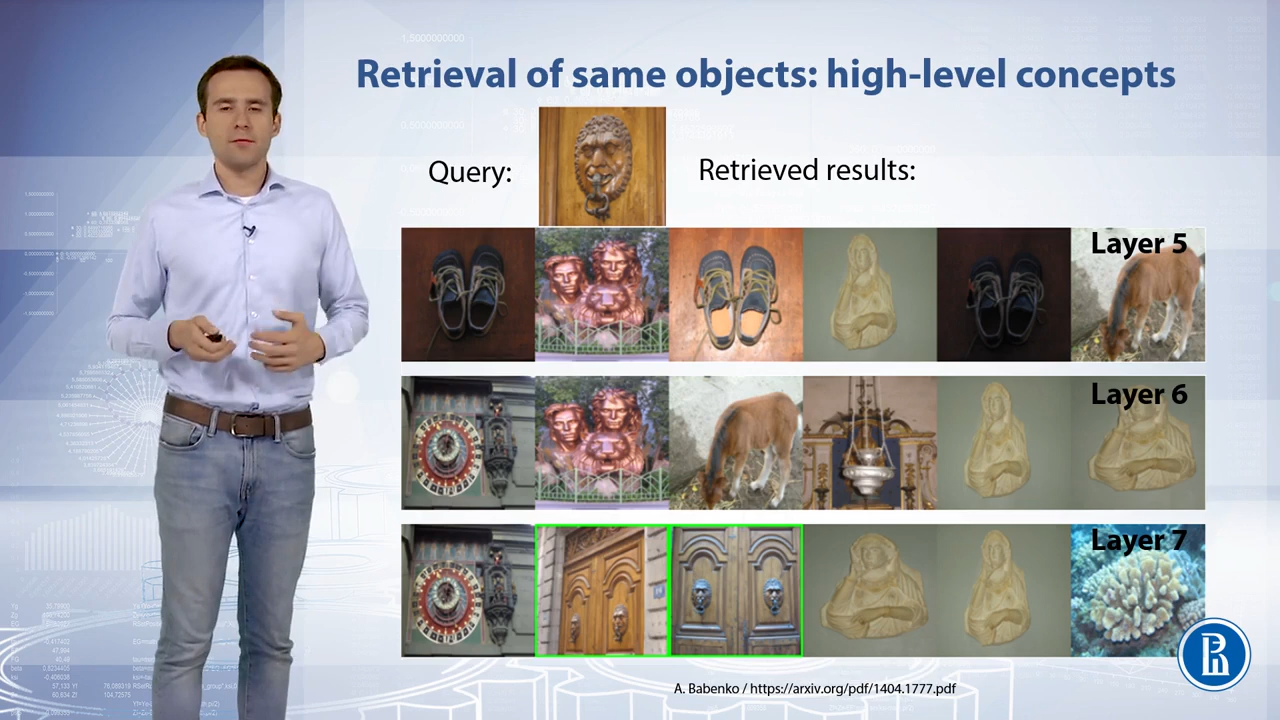 Retrieval of same objects: high-level concepts
Query:
Retrieved results:
Layer 5
Layer 6
Layer 7
A. Babenko / https://arxiv.org/pdf/1404.1777.pdf